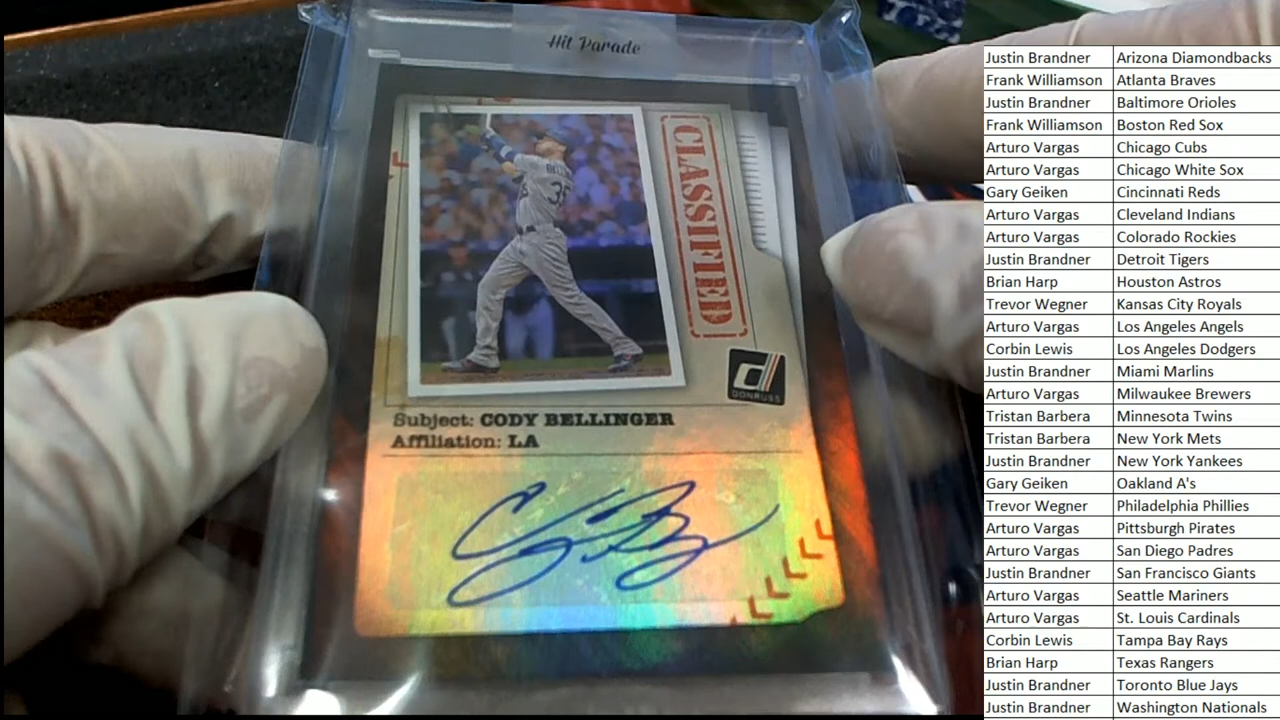 Hit Parade
CLASSIFIED
35
DONRUSS
Subject: CODY BELLINGER
Affiliation: LA
Justin Brandner Arizona Diamondbacks
Frank Williamson Atlanta Braves
Justin Brandner Baltimore Orioles
Frank Williamson Boston Red Sox
Arturo Vargas Chicago Cubs
Arturo Vargas Chicago White Sox
Gary Geiken Cincinnati Reds
Arturo Vargas Cleveland Indians
Arturo Vargas Colorado Rockies
Justin Brandner Detroit Tigers
Brian Harp Houston Astros
Trevor Wegner Kansas City Royals
Arturo Vargas Los Angeles Angels
Corbin Lewis Los Angeles Dodgers
Justin Brandner Miami Marlins
Arturo Vargas Milwaukee Brewers
Tristan Barbera Minnesota Twins
Tristan Barbera New York Mets
Justin Brandner New York Yankees
Gary Geiken Oakland A's
Trevor Wegner Philadelphia Phillies
Arturo Vargas Pittsburgh Pirates
Arturo Vargas San Diego Padres
Justin Brandner San Francisco Giants
Arturo Vargas Seattle Mariners
Arturo Vargas St. Louis Cardinals
Corbin Lewis Tampa Bay Rays
Brian Harp Texas Rangers
Justin Brandner Toronto Blue Jays
Justin Brandner Washington Nationals